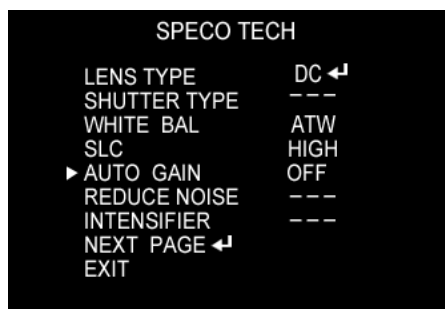 SPECO TECH
LENS TYPE DC ↲
SHUTTER TYPE ---
WHITE BAL ATW
SLC HIGH
▶ AUTO GAIN OFF
REDUCE NOISE ---
INTENSIFIER ---
NEXT PAGE ↲
EXIT